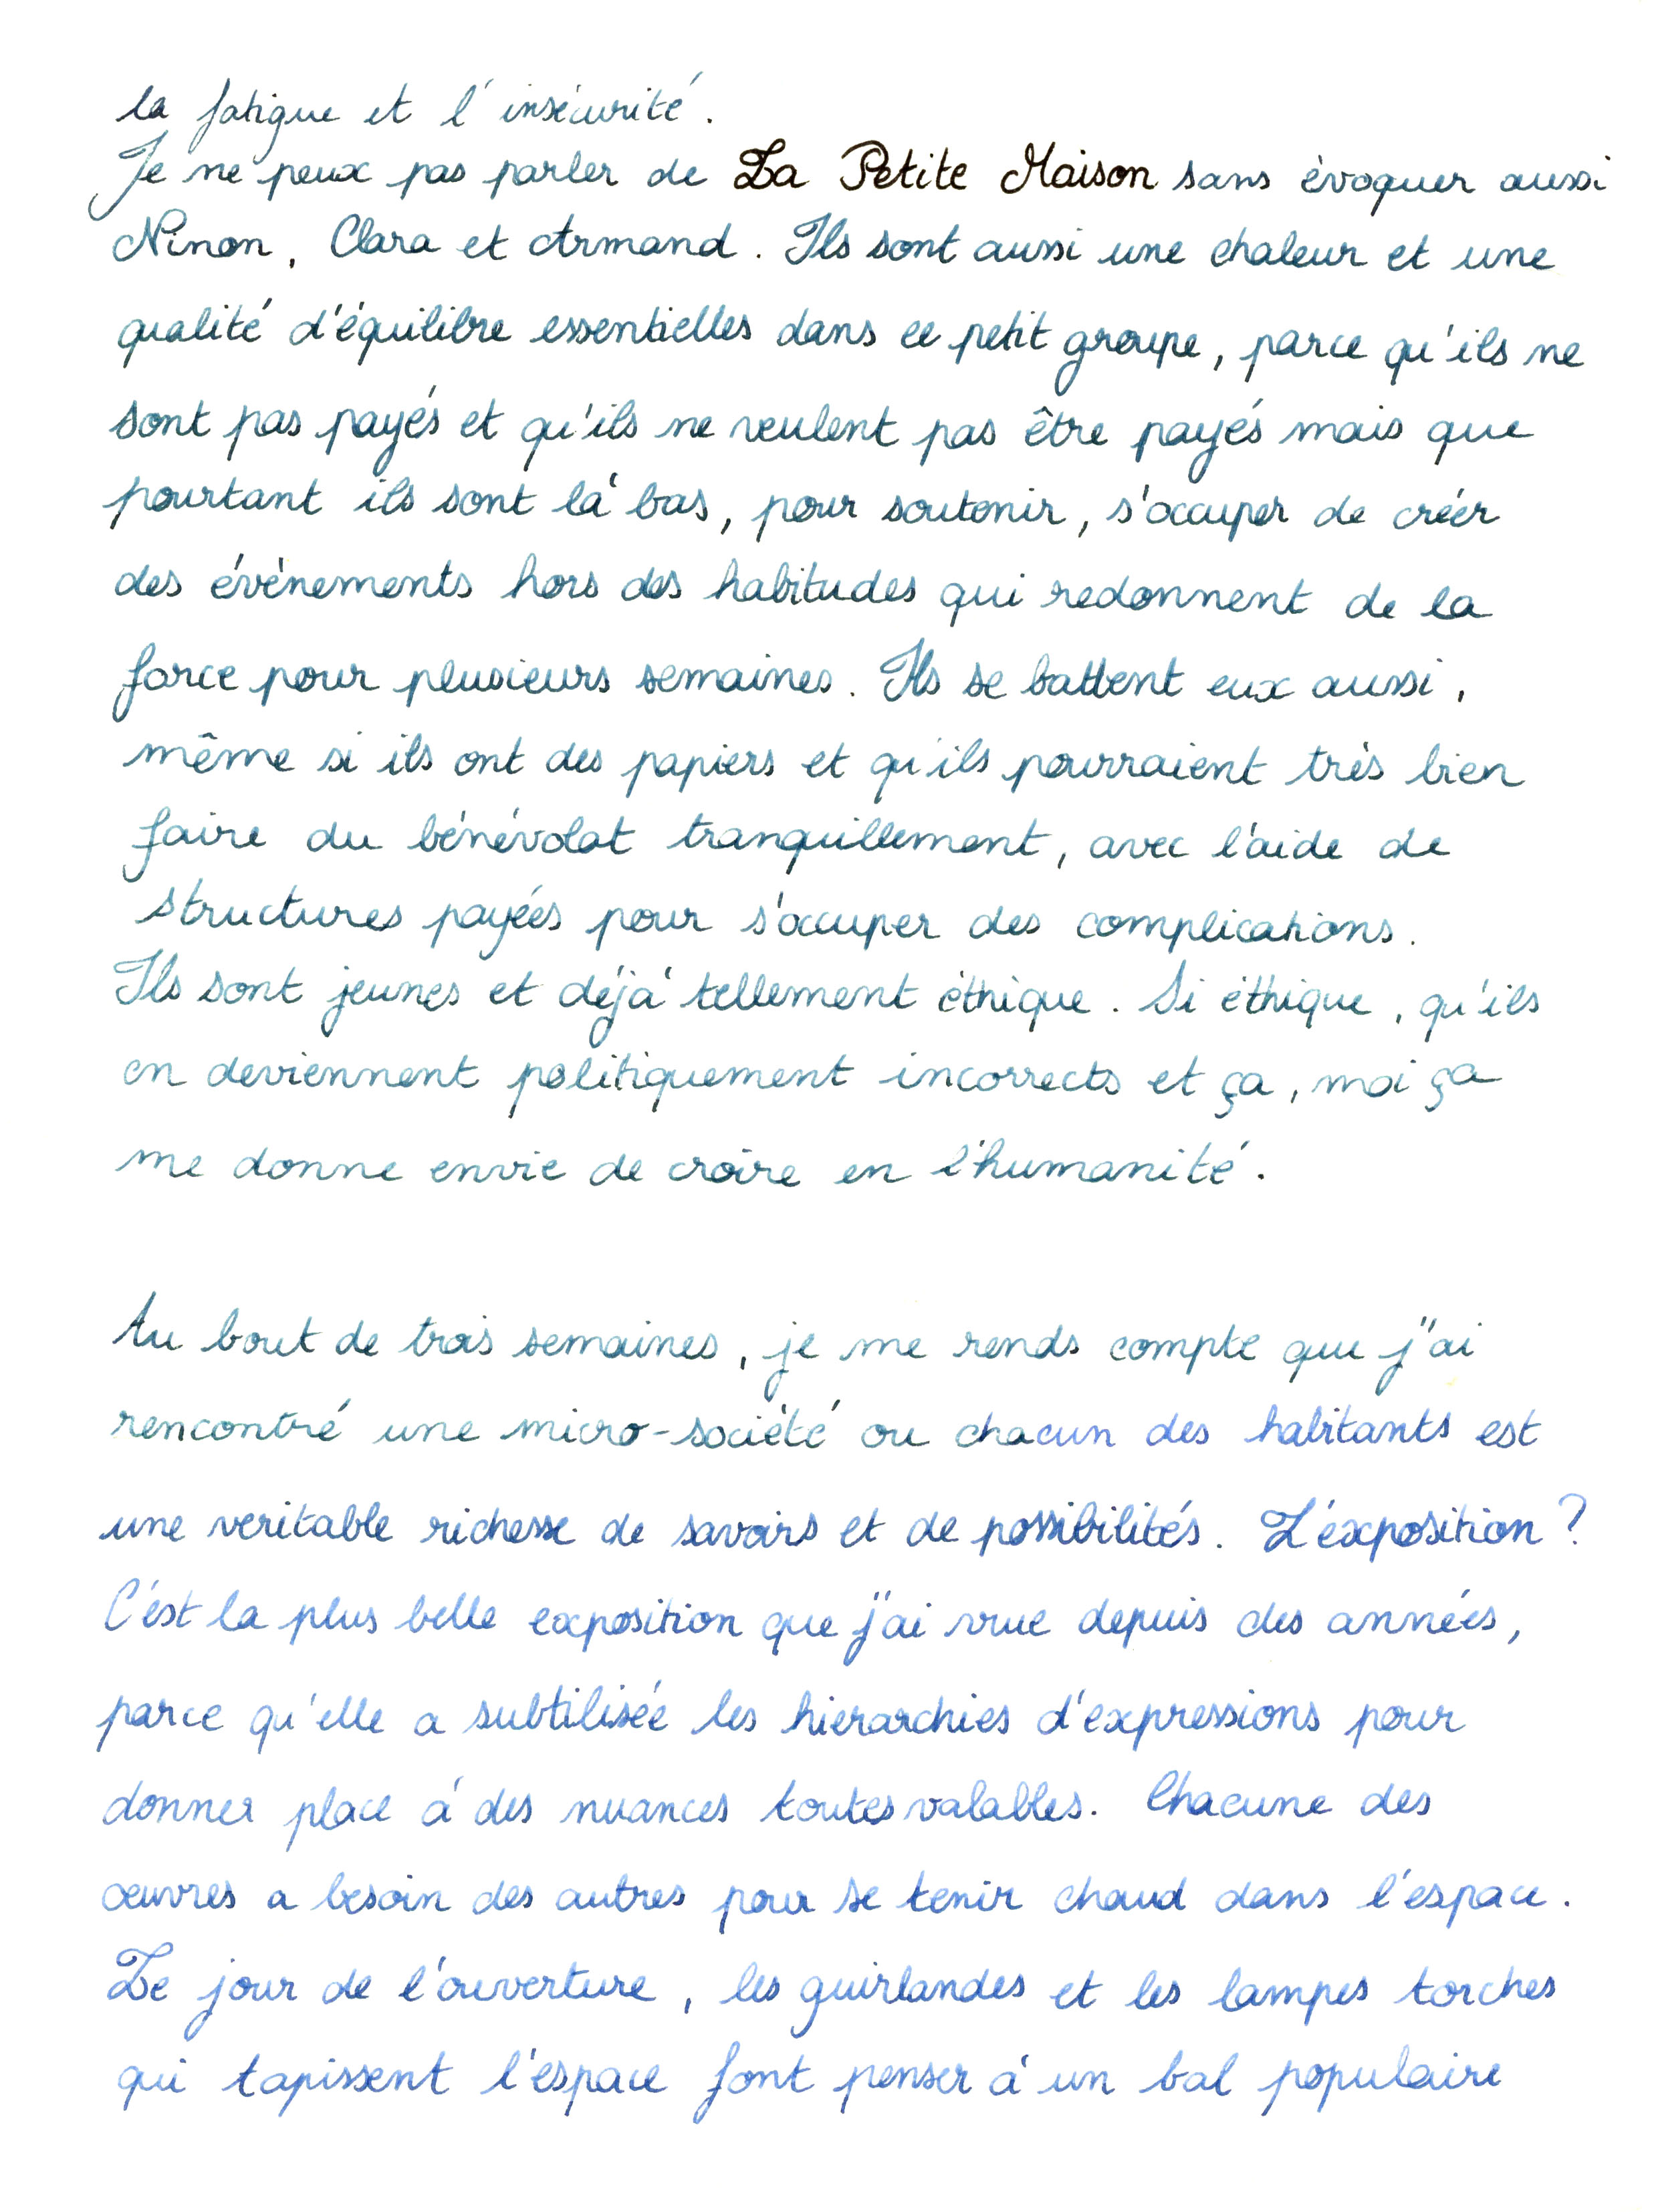 la fatigue et l'insécurité.
Je ne peux pas parler de La Petite Maison sans évoquer aussi
Ninon, Clara et Armand. Ils sont aussi une chaleur et une
qualité d'équilibre essentielles dans ce petit groupe, parce qu'ils ne
sont pas payés et qu'ils ne veulent pas être payés mais que
pourtant ils sont là bas, pour soutenir, s'occuper de créer
des événements hors des habitudes qui redonnent de la
force pour plusieurs semaines. Ils se battent eux aussi,
même si ils ont des papiers et qu'ils pourraient très bien
faire du bénévolat tranquillement, avec l'aide de
structures payées pour s'occuper des complications.
Ils sont jeunes et déjà tellement éthique. Si éthique, qu'ils
en deviennent politiquement incorrects et ça, moi ça
me donne envie de croire en l'humanité.
Au bout de trois semaines, je me rends compte que j'ai
rencontré une micro-société ou chacun des habitants est
une veritable richesse de savoirs et de possibilités. L'éxposition ?
C'ést la plus belle exposition que j'ai vue depuis des années,
parce qu'elle a subtilisée les hierarchies d'expressions pour
donner place à des nuances toutes valables. Chacune des
œuvres a besoin des autres pour se tenir chaud dans l'espace.
Le jour de l'ouverture, les guirlandes et les lampes torches
qui tapissent l'espace font penser à un bal populaire